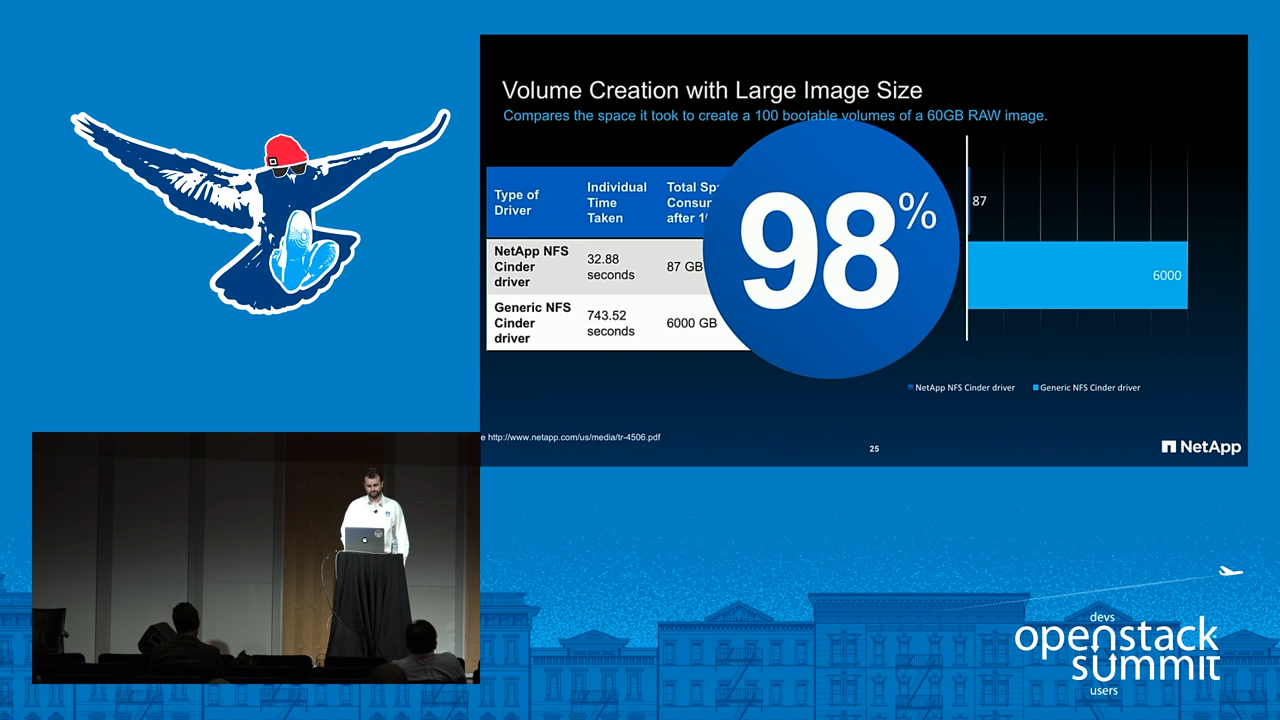 Volume Creation with Large Image Size
Compares the space it took to create a 100 bootable volumes of a 60GB RAW image.
Type of
Driver
Individual
Time
Taken
Total
Consum
after
NetApp NFS
Cinder
driver
32.88
seconds
87 GB
Generic NFS
Cinder
driver
743.52
seconds
6000 GB
98%
87
6000
NetApp NFS Cinder driver
Generic NFS Cinder driver
http://www.netapp.com/us/media/tr-4506.pdf
25
NetApp
devs
openstack
summit
users